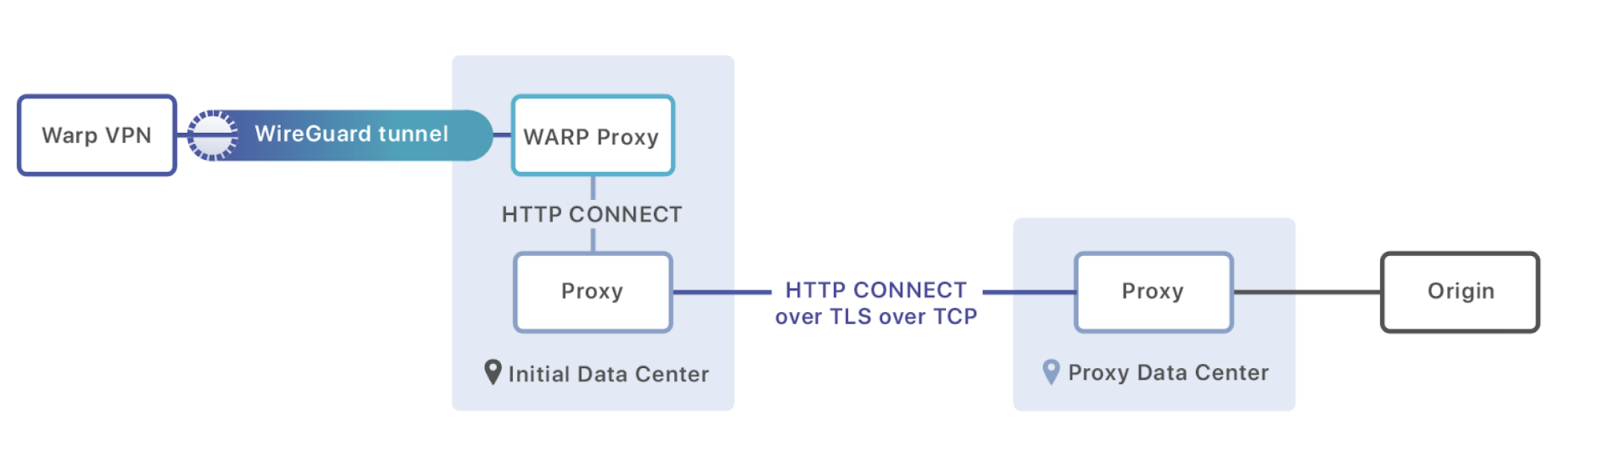 Warp VPN
WireGuard tunnel
WARP Proxy
HTTP CONNECT
Proxy
HTTP CONNECT
over TLS over TCP
Proxy
Origin
Initial Data Center
Proxy Data Center